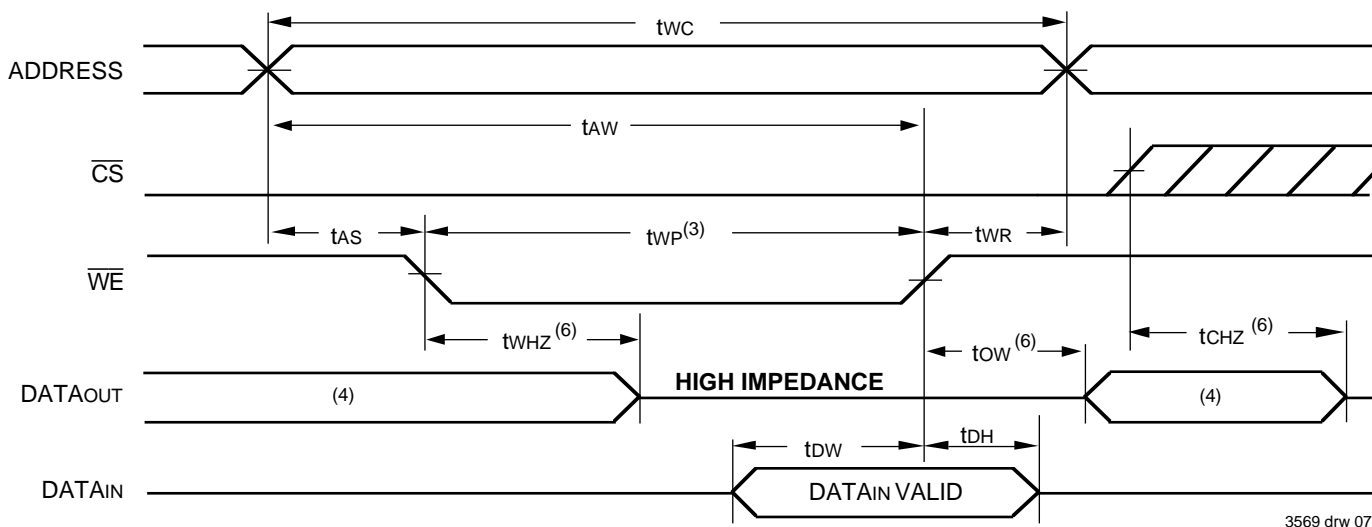 tWC
ADDRESS
tAW
CS
tAS
tWP(3)
tWR
WE
tWHZ (6)
tOW (6)
tCHZ (6)
DATAOUT
(4)
HIGH IMPEDANCE
(4)
tDW
tDH
DATAIN
DATAIN VALID
3569 drw 07